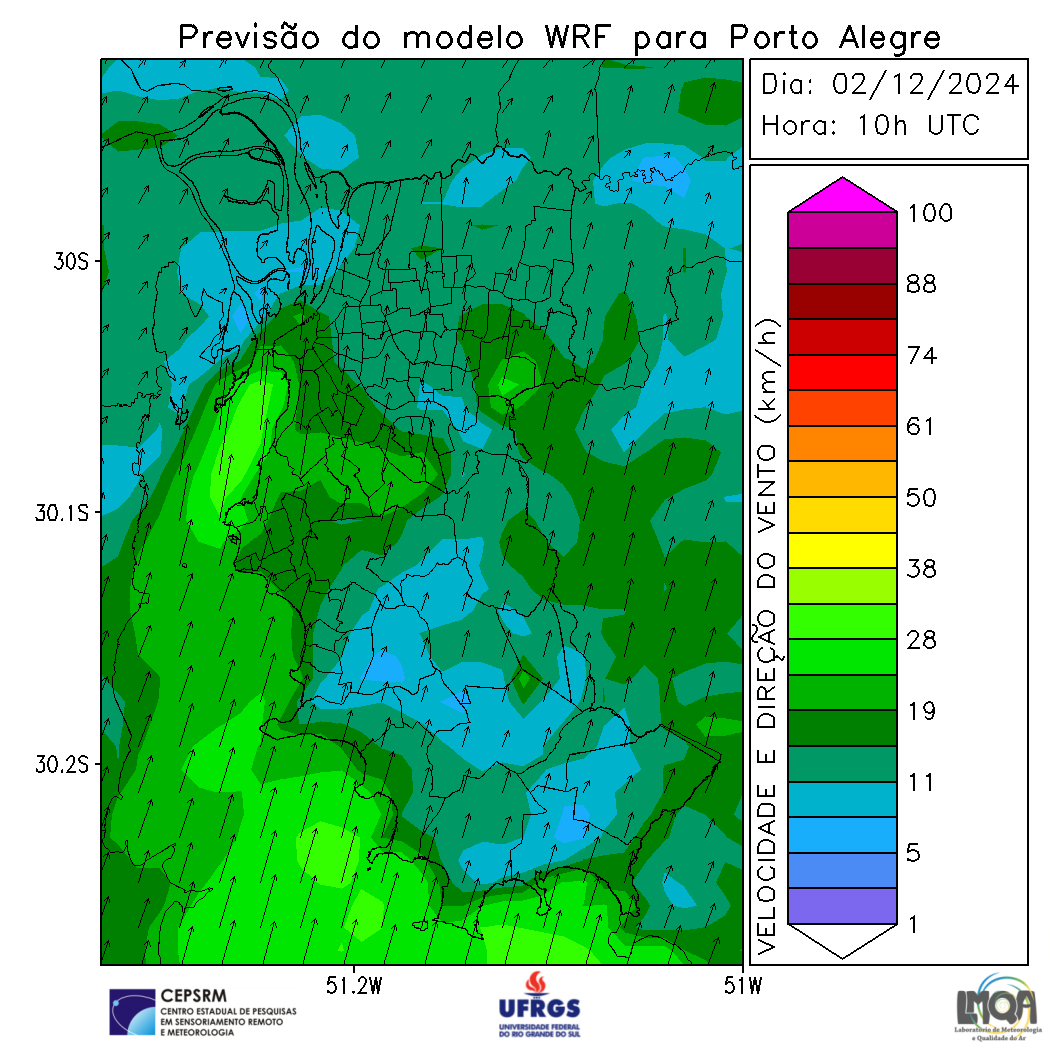 Previsão do modelo WRF para Porto Alegre
Dia: 02/12/2024
Hora: 10h UTC
30S
30.1S
30.2S
51.2W
51W
VELOCIDADE E DIREÇÃO DO VENTO (km/h)
100
88
74
61
50
38
28
19
11
5
1
CEPSRM
CENTRO ESTADUAL DE PESQUISAS
EM SENSORIAMENTO REMOTO
E METEOROLOGIA
UFRGS
UNIVERSIDADE FEDERAL
DO RIO GRANDE DO SUL
LMQA
Laboratório de Meteorologia
e Qualidade do Ar